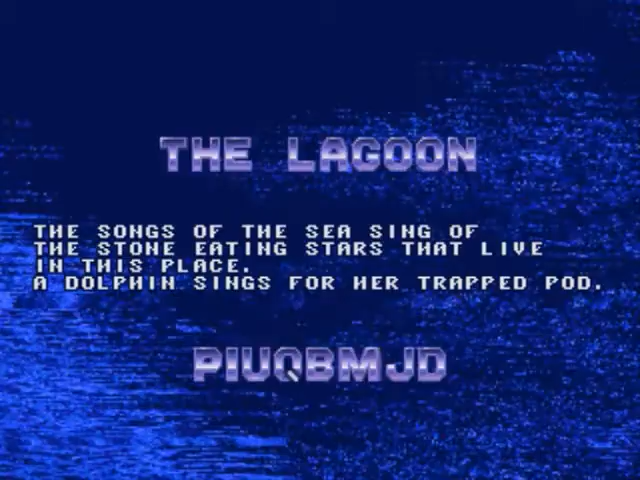 THE LAGOON
THE SONGS OF THE SEA SING OF
THE STONE EATING STARS THAT LIVE
IN THIS PLACE.
A DOLPHIN SINGS FOR HER TRAPPED POD.
PIUQBMJD